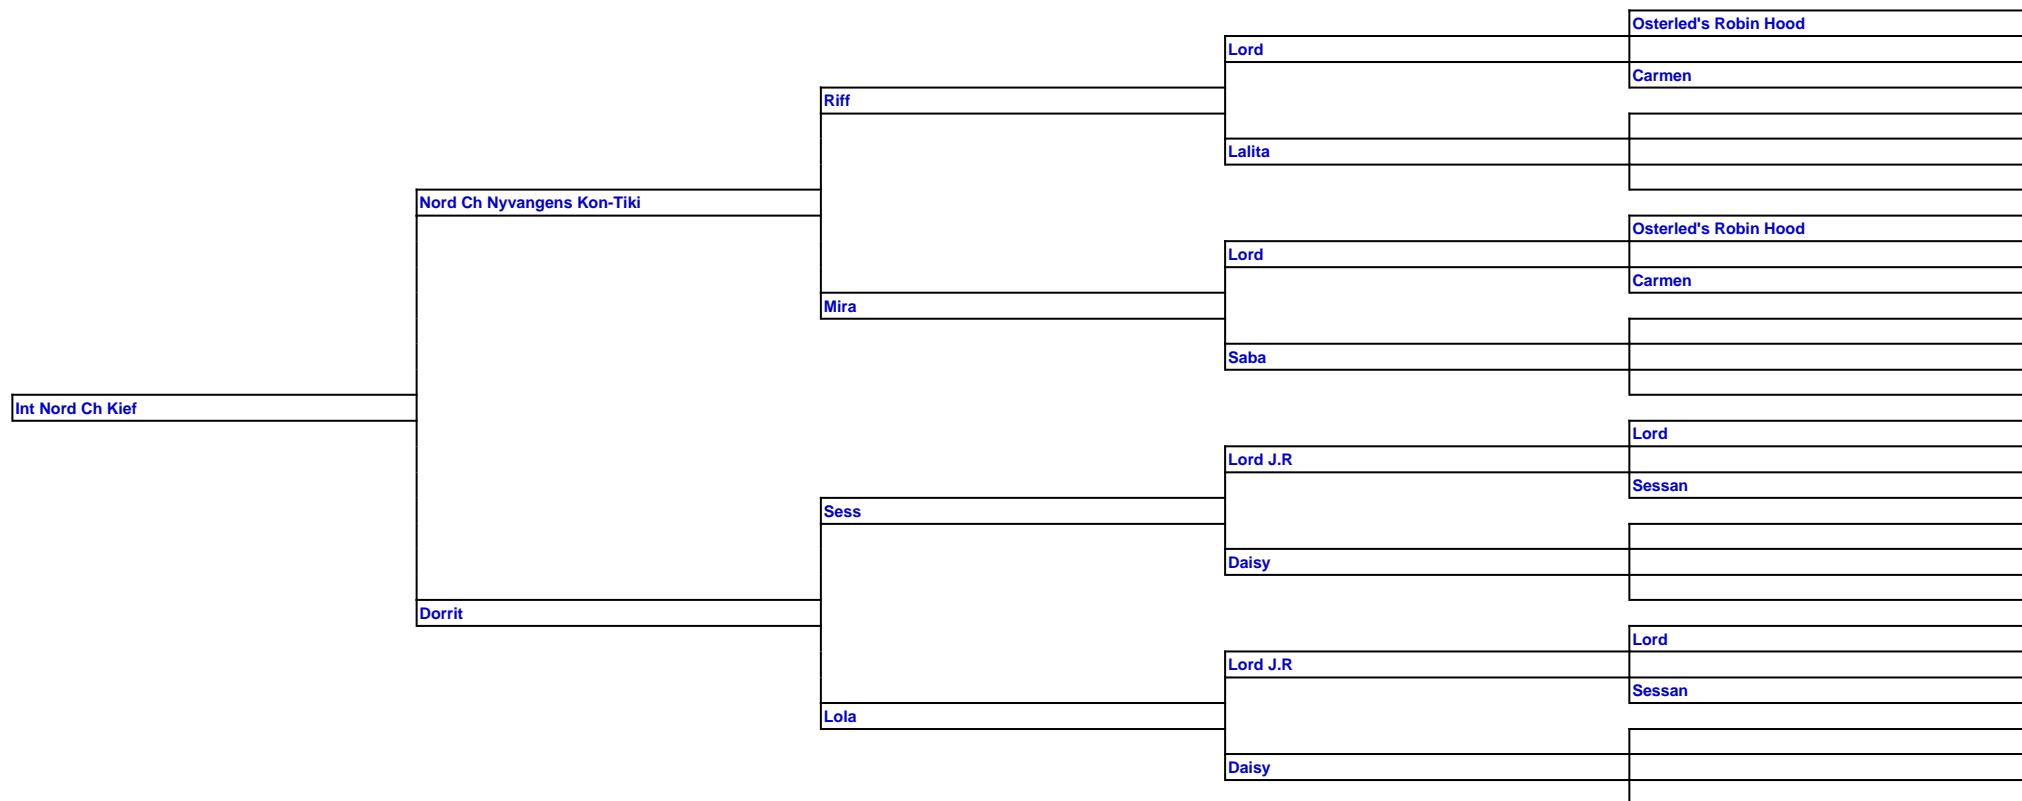 Osterled's Robin Hood
Lord
Carmen
Riff
Lalita
Nord Ch Nyvangens Kon-Tiki
Osterled's Robin Hood
Lord
Carmen
Mira
Saba
Int Nord Ch Kief
Lord
Lord J.R
Sessan
Sess
Daisy
Dorrit
Lord
Lord J.R
Sessan
Lola
Daisy